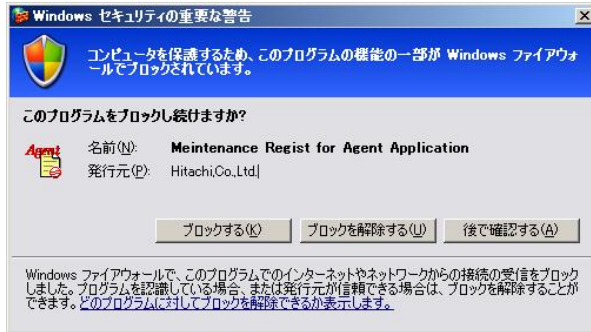 Windows セキュリティの重要な警告
コンピュータを保護するため、このプログラムの機能の一部が Windows ファイアウォ
ールでブロックされています。
このプログラムをブロックし続けますか?
Agent
名前(N): Meintenance Regist for Agent Application
発行元(P): Hitachi,Co.,Ltd.
ブロックする(K) ブロックを解除する(U) 後で確認する(A)
Windows ファイアウォールで、このプログラムでのインターネットやネットワークからの接続の受信をブロック
しました。プログラムを認識している場合、または発行元が信頼できる場合は、ブロックを解除することが
できます。どのプログラムに対してブロックを解除できるか表示します。